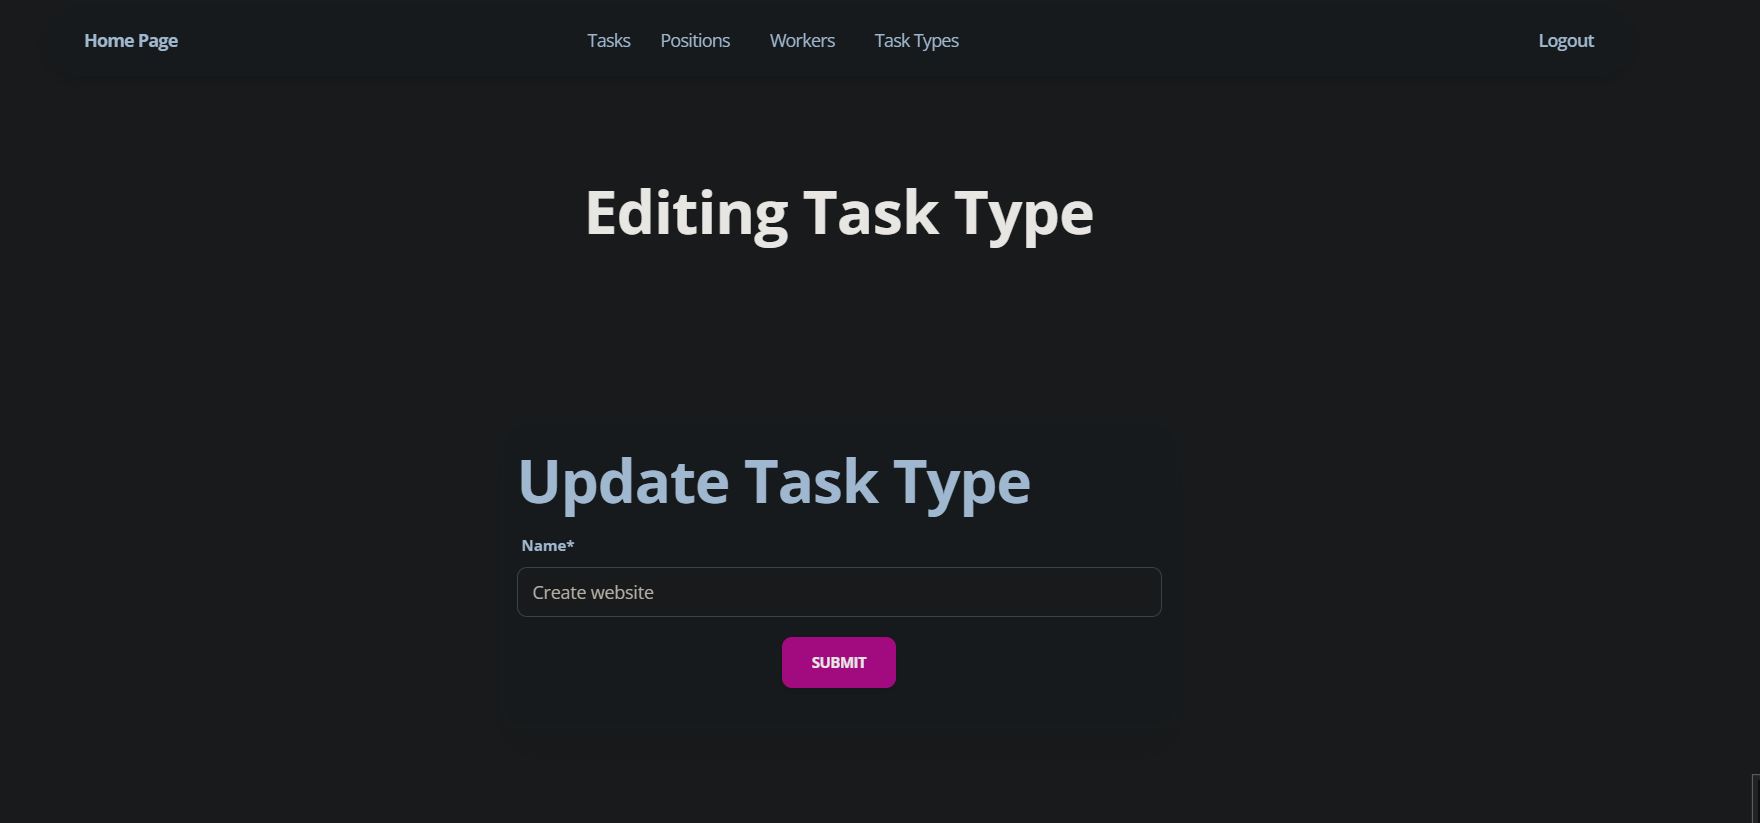 Home Page Tasks Positions Workers Task Types Logout
Editing Task Type
Update Task Type
Name*
Create website
SUBMIT